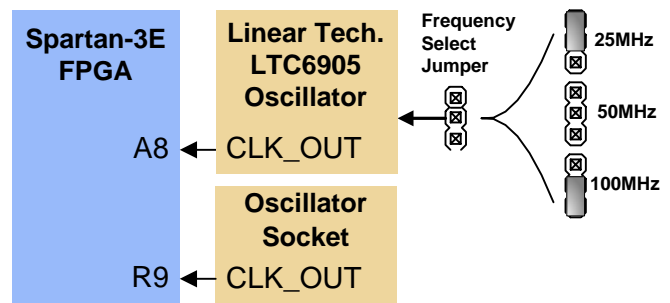 Spartan-3E
FPGA
A8
R9
Linear Tech.
LTC6905
Oscillator
CLK_OUT
Oscillator
Socket
CLK_OUT
Frequency
Select
Jumper
25MHz
50MHz
100MHz